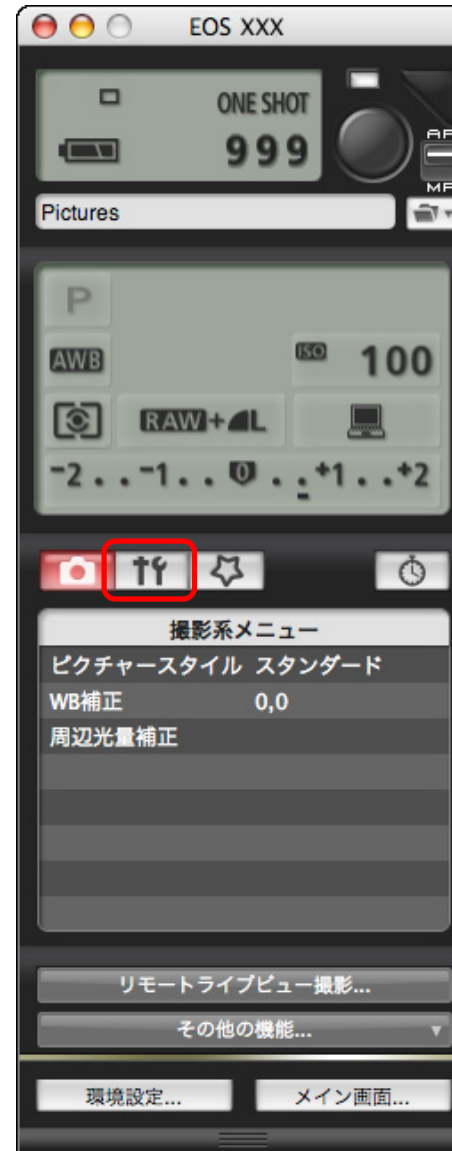 EOS XXX
ONE SHOT
999
AF
MF
Pictures
P
AWB
ISO 100
RAW+L
-2..-1..0..+1..+2
撮影系メニュー
ピクチャースタイル スタンダード
WB補正 0,0
周辺光量補正
リモートライブビュー撮影...
その他の機能...
環境設定...
メイン画面...